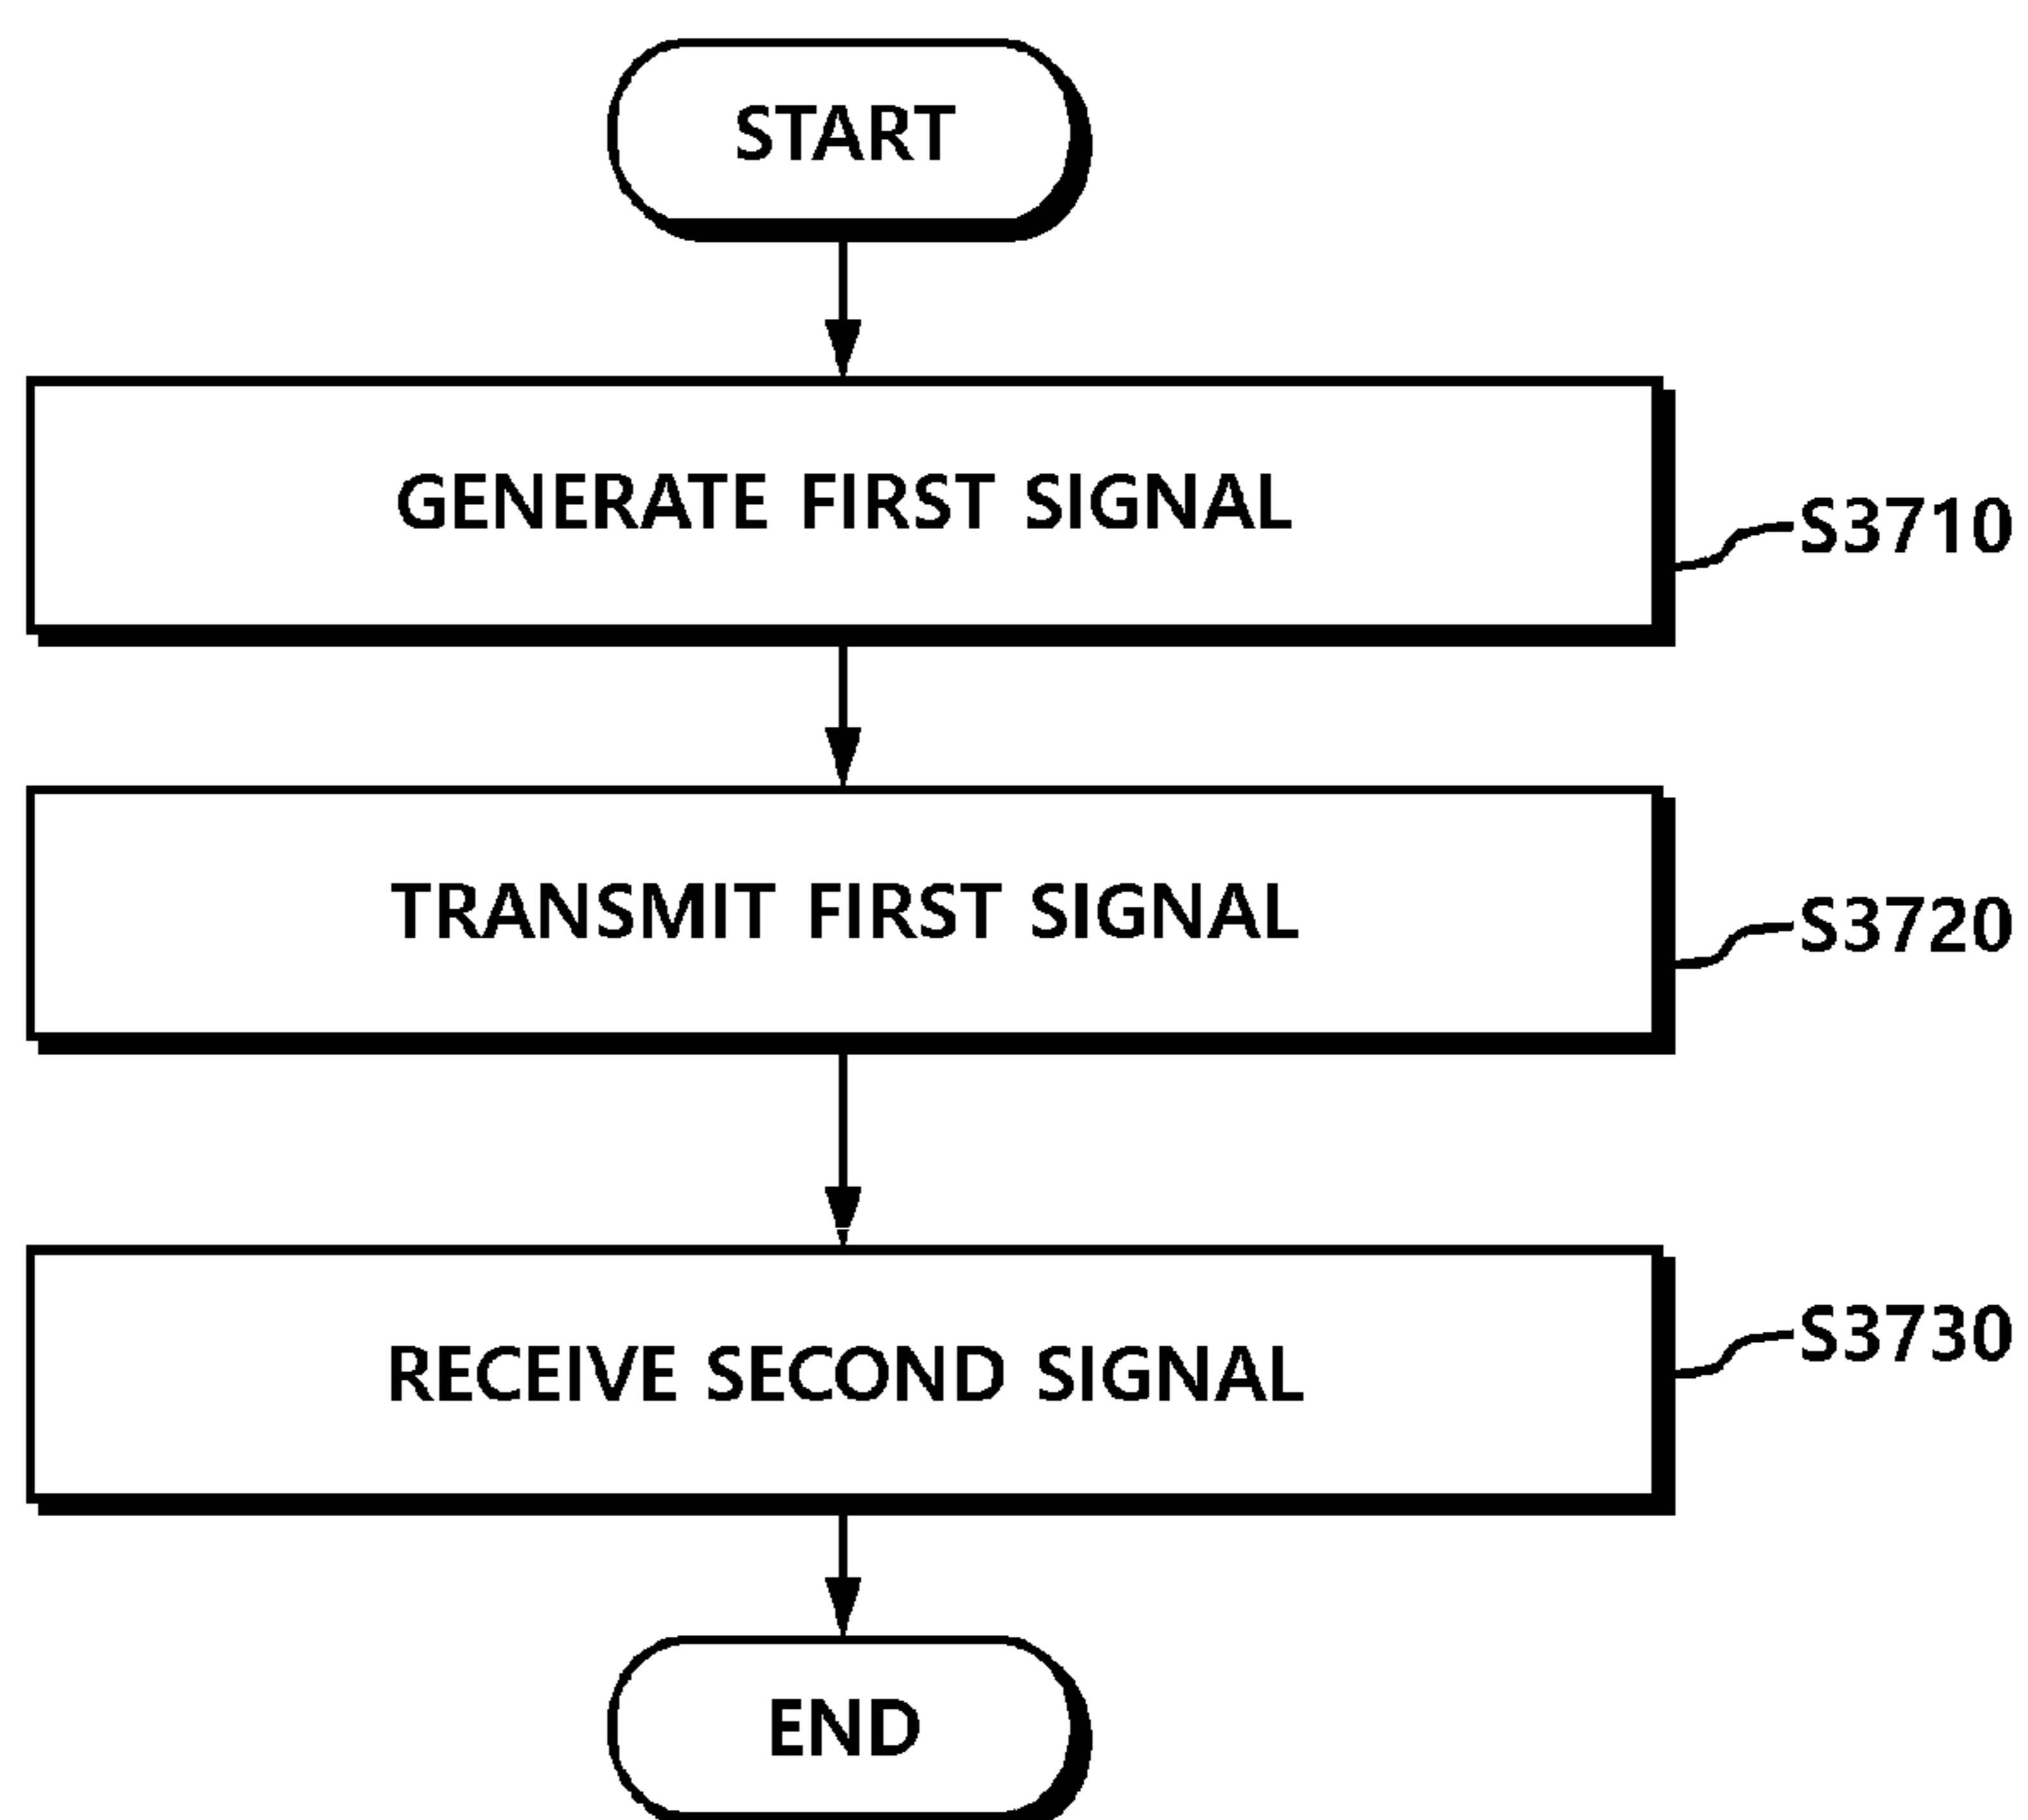 START
GENERATE FIRST SIGNAL
S3710
TRANSMIT FIRST SIGNAL
S3720
RECEIVE SECOND SIGNAL
S3730
END